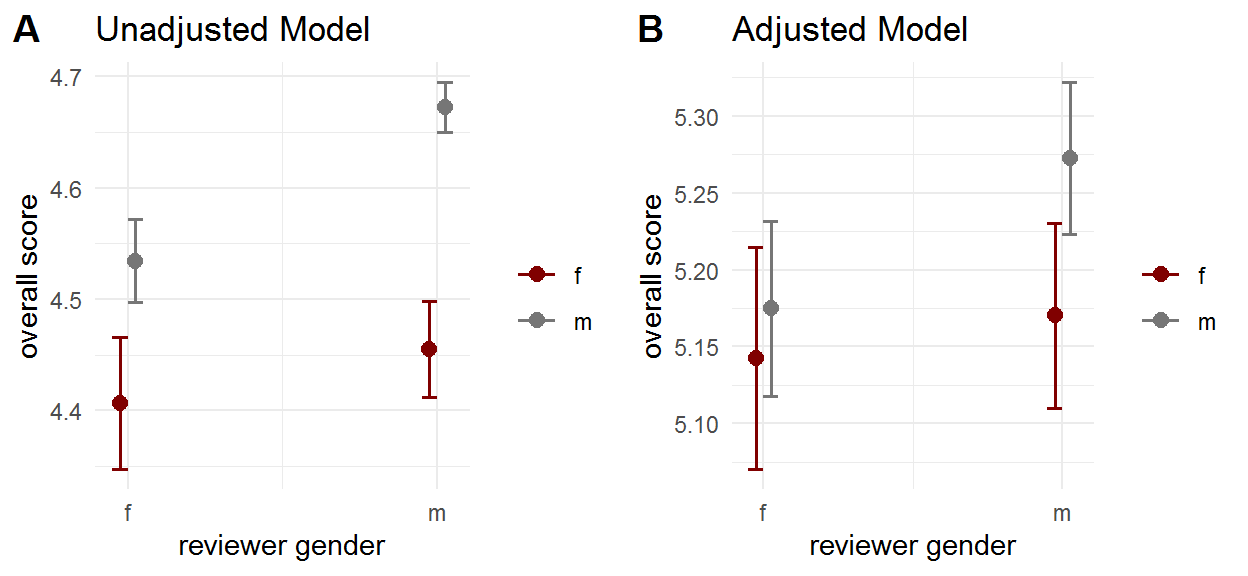 A Unadjusted Model
4.7
4.6
4.5
4.4
overall score
f m
reviewer gender
f
m
B Adjusted Model
5.30
5.25
5.20
5.15
5.10
overall score
f m
reviewer gender
f
m